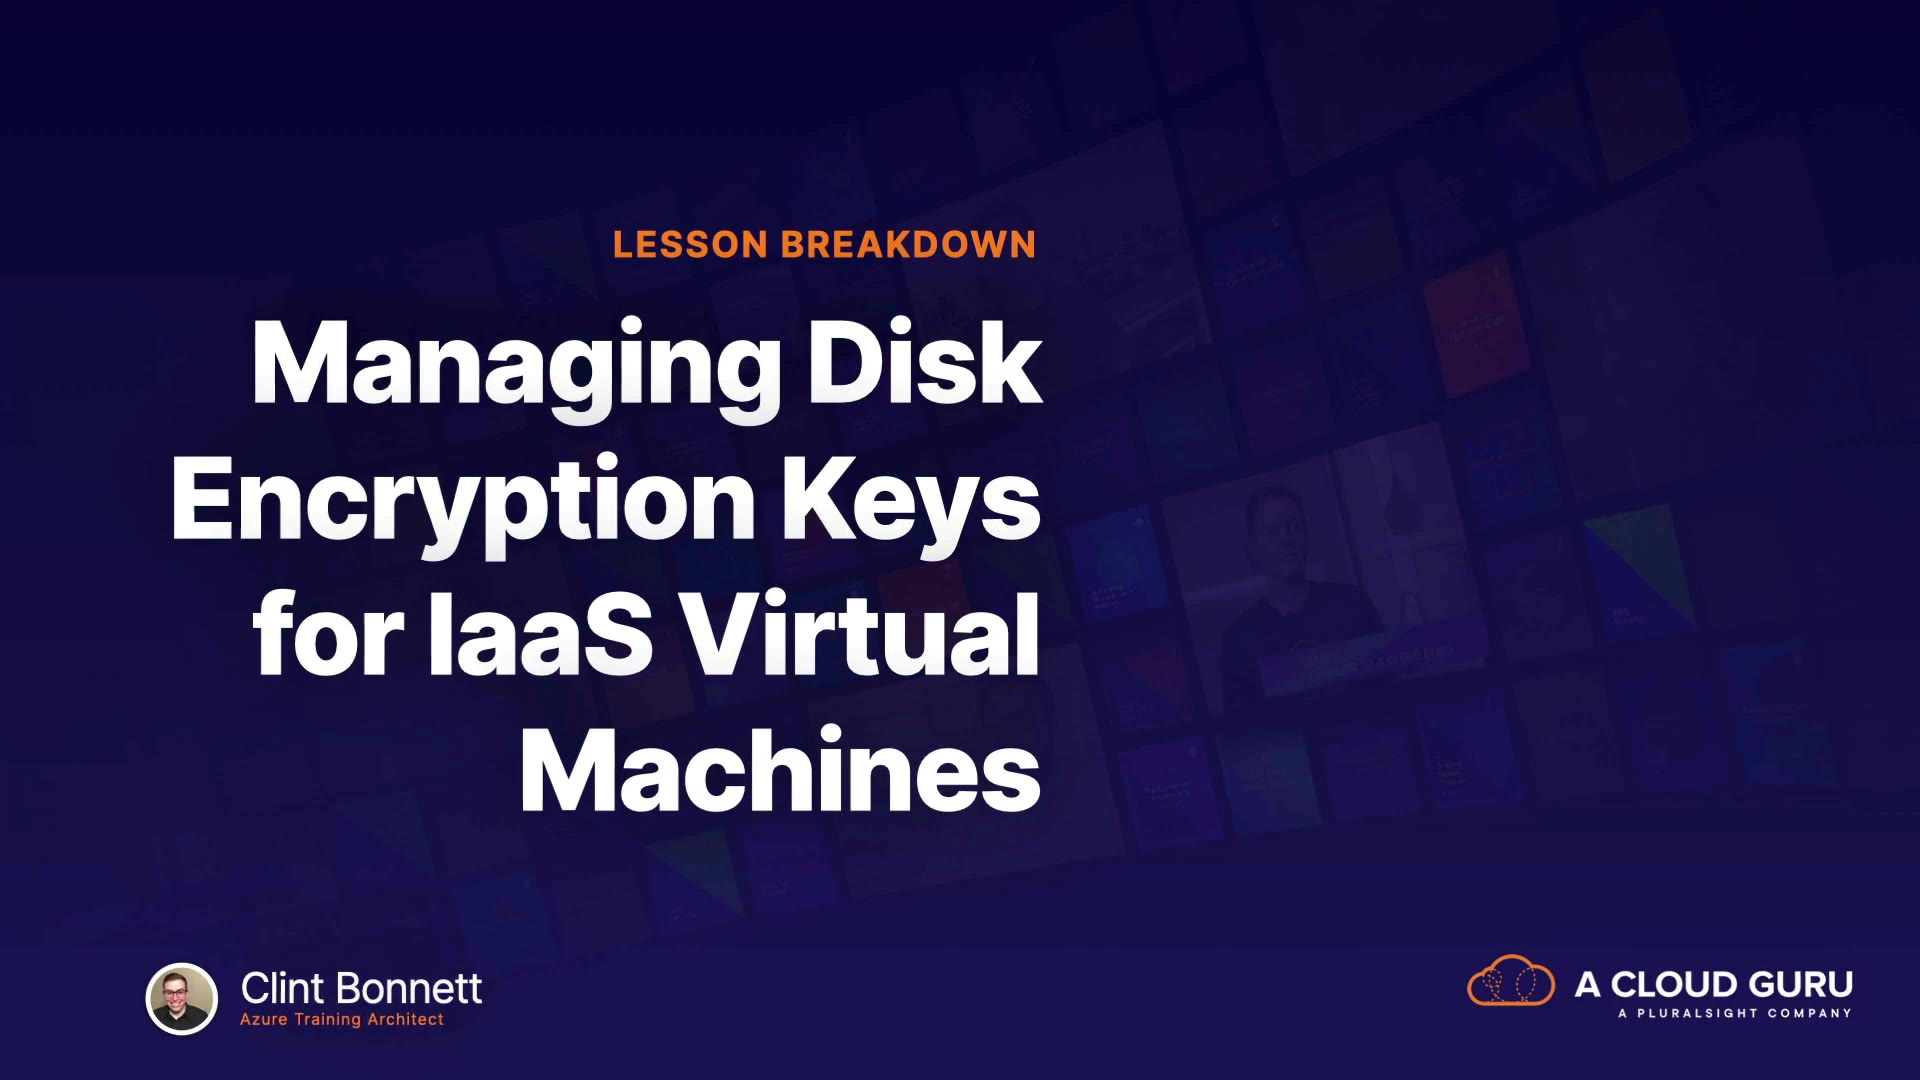 LESSON BREAKDOWN
Managing Disk
Encryption Keys
for IaaS Virtual
Machines
Clint Bonnett
Azure Training Architect
A CLOUD GURU
A PLURALSIGHT COMPANY